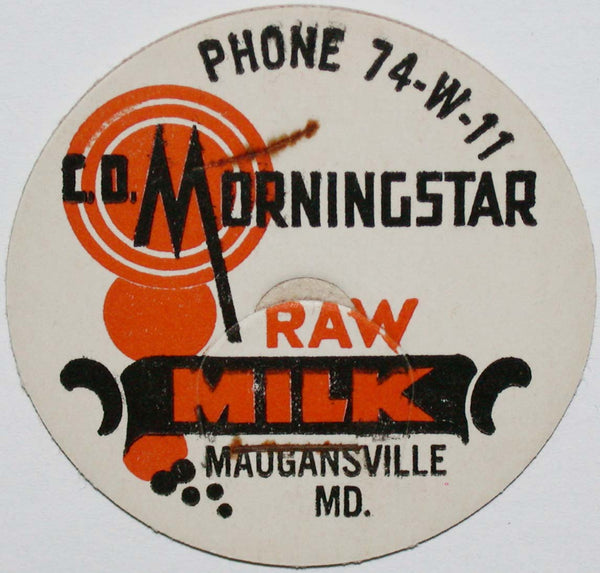 PHONE 74-W-11
C.O. MORNINGSTAR
RAW
MILK
MAUGANSVILLE
MD.